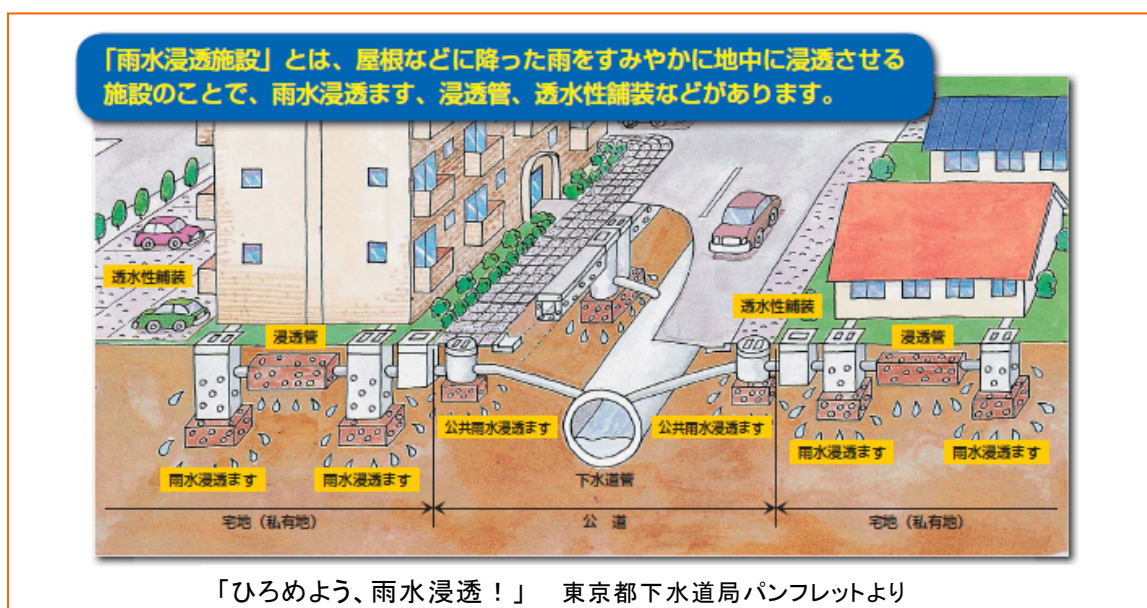 「雨水浸透施設」とは、屋根などに降った雨をすみやかに地中に浸透させる
施設のことで、雨水浸透ます、浸透管、透水性舗装などがあります。
透水性舗装
透水性舗装
浸透管
浸透管
公共雨水浸透ます
公共雨水浸透ます
雨水浸透ます
雨水浸透ます
下水道管
雨水浸透ます
雨水浸透ます
宅地（私有地）
公　道
宅地（私有地）
「ひろめよう、雨水浸透！」　東京都下水道局パンフレットより